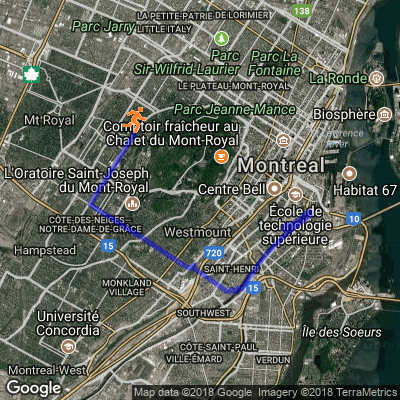 138
LA PETITE-PATRIE
DE LORIMIER
Parc Jarry
LITTLE ITALY
Parc
Sir-Wilfrid-Laurier
Parc La
Fontaine
La Ronde
LE PLATEAU-MONT-ROYAL
Mt Royal
Parc Jeanne-Mance
Biosphère
Comptoir fraîcheur au
Chalet du Mont-Royal
Lawrence
River
Montreal
L'Oratoire Saint-Joseph
du Mont-Royal
Centre Bell
Habitat 67
CÔTE-DES-NEIGES—
NOTRE-DAME-DE-GRÂCE
École de
technologie
supérieure
10
Westmount
15
Hampstead
720
SAINT-HENRI
MONKLAND
VILLAGE
15
SOUTHWEST
Université
Concordia
Île des Soeurs
CÔTE-SAINT-PAUL
Montreal-West
VILLE-ÉMARD
VERDUN
Google
Map data ©2018 Google Imagery ©2018 TerraMetrics